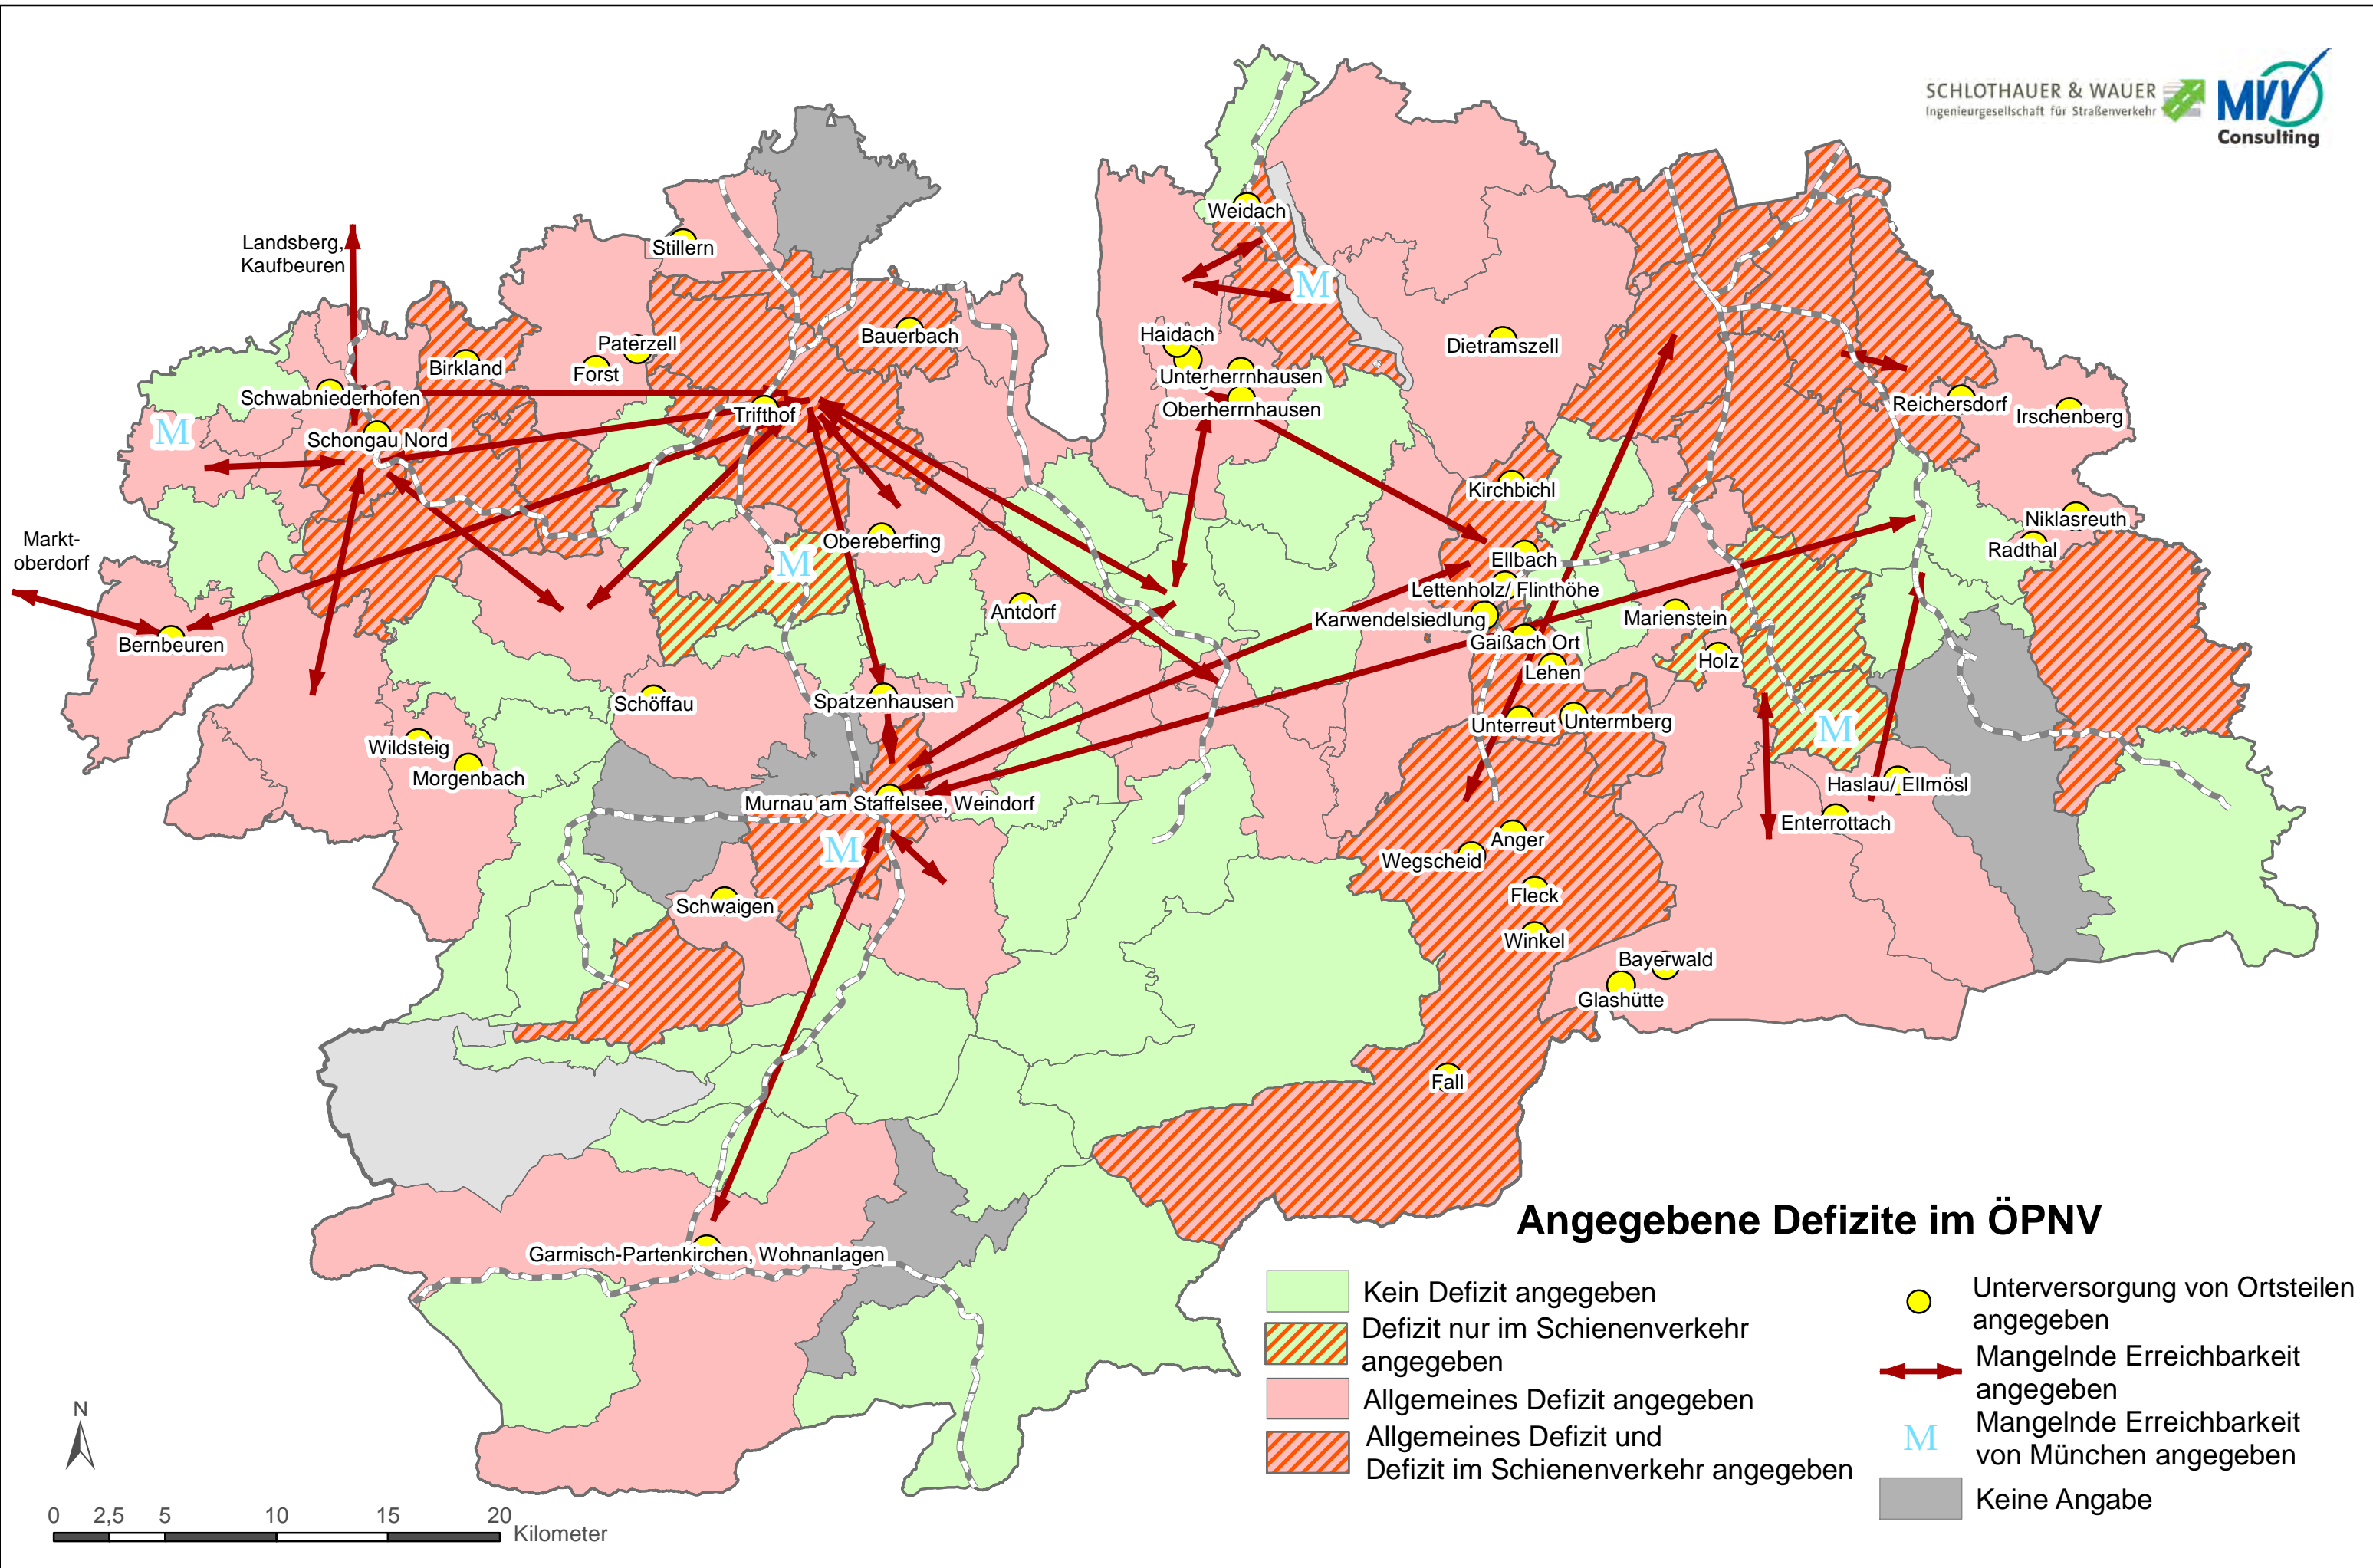 SCHLOTHAUER & WAUER
Ingenieurgesellschaft für Straßenverkehr
MVV
Consulting
Weidach
Landsberg,
Kaufbeuren
Stillern
M
Haidach
Bauerbach
Paterzell
Dietramszell
Birkland
Forst
Unterherrnhausen
Schwabniederhofen
Oberherrnhausen
Reichersdorf
Irschenberg
Trifthof
M
Schongau Nord
Kirchbichl
Niklasreuth
Markt-
oberdorf
Obereberfing
Radthal
M
Ellbach
Lettenholz/ Flinthöhe
Antdorf
Karwendelsiedlung
Marienstein
Bernbeuren
Gaißach Ort
Holz
Lehen
Schöffau
Spatzenhausen
Unterreut
Untermberg
M
Wildsteig
Morgenbach
Haslau/ Ellmösl
Murnau am Staffelsee, Weindorf
Enterrottach
M
Anger
Wegscheid
Fleck
Schwaigen
Winkel
Bayerwald
Glashütte
Fall
Garmisch-Partenkirchen, Wohnanlagen
Angegebene Defizite im ÖPNV
Kein Defizit angegeben
Defizit nur im Schienenverkehr
angegeben
Allgemeines Defizit angegeben
Allgemeines Defizit und
Defizit im Schienenverkehr angegeben
Unterversorgung von Ortsteilen
angegeben
Mangelnde Erreichbarkeit
angegeben
M
Mangelnde Erreichbarkeit
von München angegeben
Keine Angabe
N
0 2,5 5 10 15 20
Kilometer